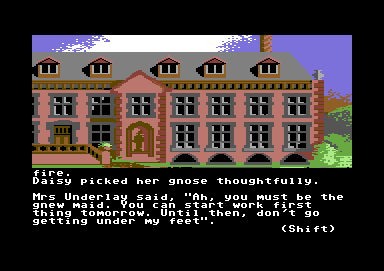 fire.
Daisy picked her gnose thoughtfully.
Mrs Underlay said, "Ah, you must be the
gnew maid. You can start work first
thing tomorrow. Until then, don't go
getting under my feet".
(Shift)